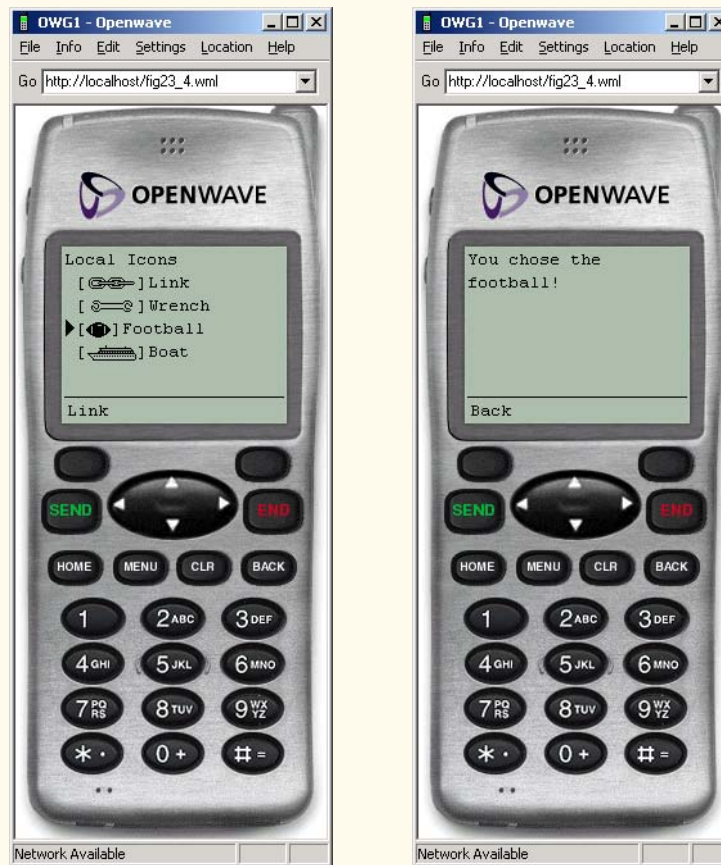 OWG1 - Openwave
File Info Edit Settings Location Help
Go http://localhost/fig23_4.wml
OPENWAVE
Local Icons
[ ]Link
[ ]Wrench
[ ]Football
[ ]Boat
Link
SEND END
HOME MENU CLR BACK
1 2ABC 3DEF
4GHI 5JKL 6MNO
7PQRS 8TUV 9WXYZ
* . 0 + # =
Network Available
OWG1 - Openwave
File Info Edit Settings Location Help
Go http://localhost/fig23_4.wml
OPENWAVE
You chose the
football!
Back
SEND END
HOME MENU CLR BACK
1 2ABC 3DEF
4GHI 5JKL 6MNO
7PQRS 8TUV 9WXYZ
* . 0 + # =
Network Available